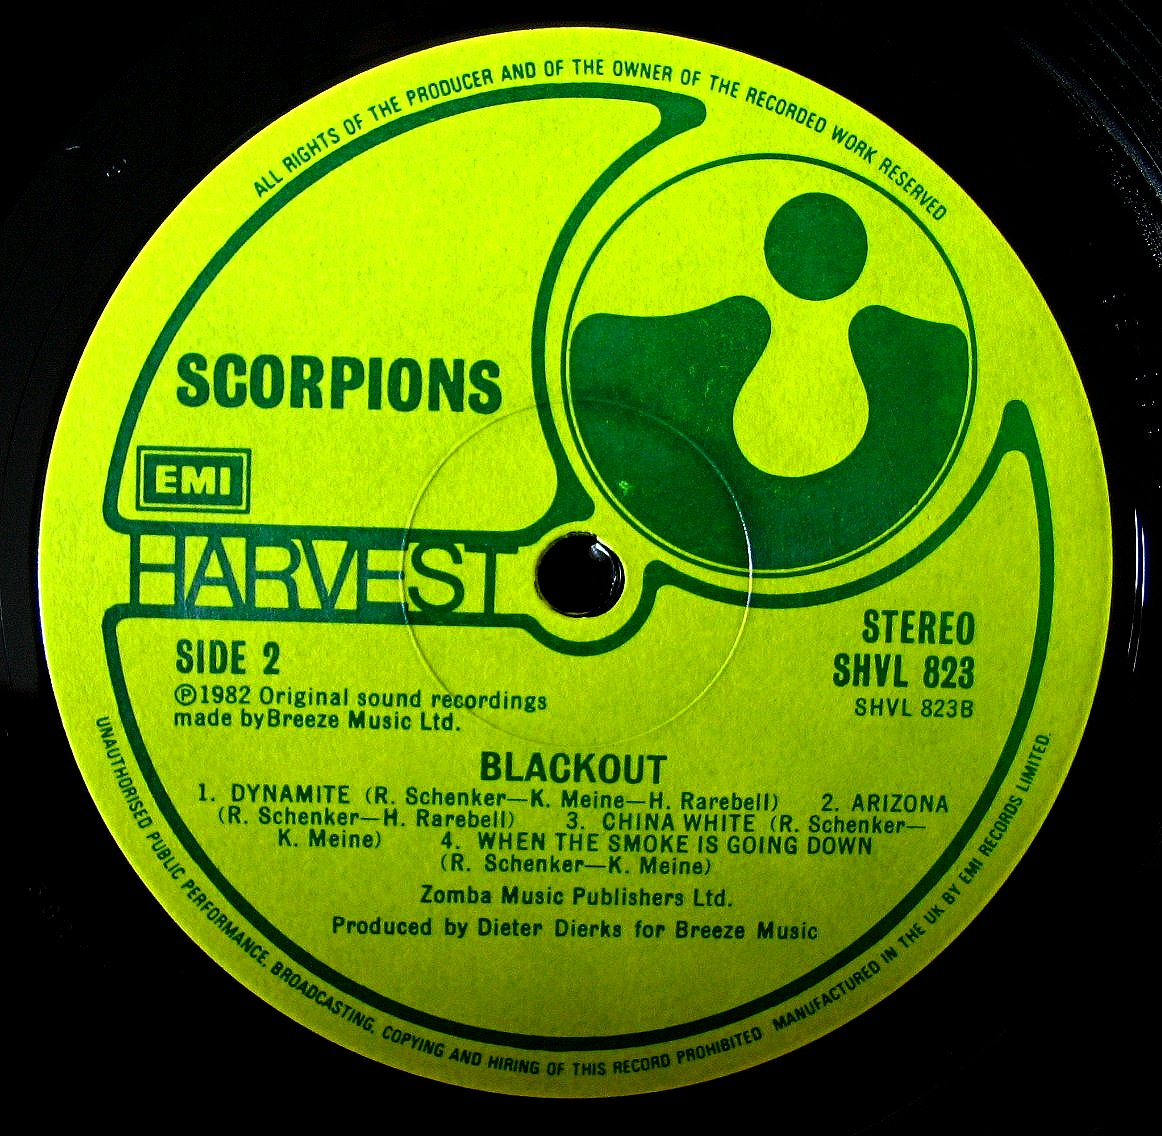 ALL RIGHTS OF THE PRODUCER AND OF THE OWNER OF THE RECORDED WORK RESERVED
SCORPIONS
EMI
HARVEST
STEREO
SHVL 823
SHVL 823B
SIDE 2
Ⓟ1982 Original sound recordings
made by Breeze Music Ltd.
BLACKOUT
1. DYNAMITE (R. Schenker—K. Meine—H. Rarebell) 2. ARIZONA
(R. Schenker—H. Rarebell) 3. CHINA WHITE (R. Schenker—
K. Meine) 4. WHEN THE SMOKE IS GOING DOWN
(R. Schenker—K. Meine)
Zomba Music Publishers Ltd.
Produced by Dieter Dierks for Breeze Music
UNAUTHORISED PUBLIC PERFORMANCE, BROADCASTING, COPYING AND HIRING OF THIS RECORD PROHIBITED MANUFACTURED IN THE UK BY EMI RECORDS LIMITED.